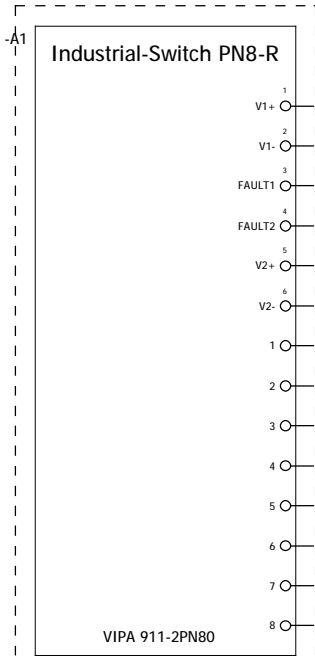 -A1
Industrial-Switch PN8-R
1
V1+
2
V1-
3
FAULT1
4
FAULT2
5
V2+
6
V2-
1
2
3
4
5
6
7
8
VIPA 911-2PN80